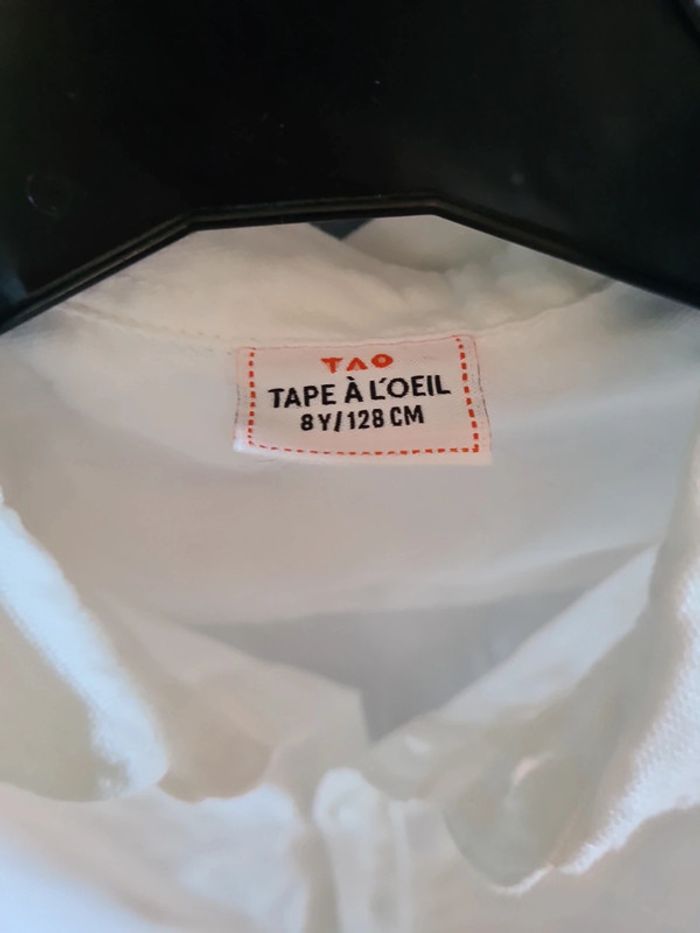 TAO
TAPE À L'OEIL
8Y/128 CM